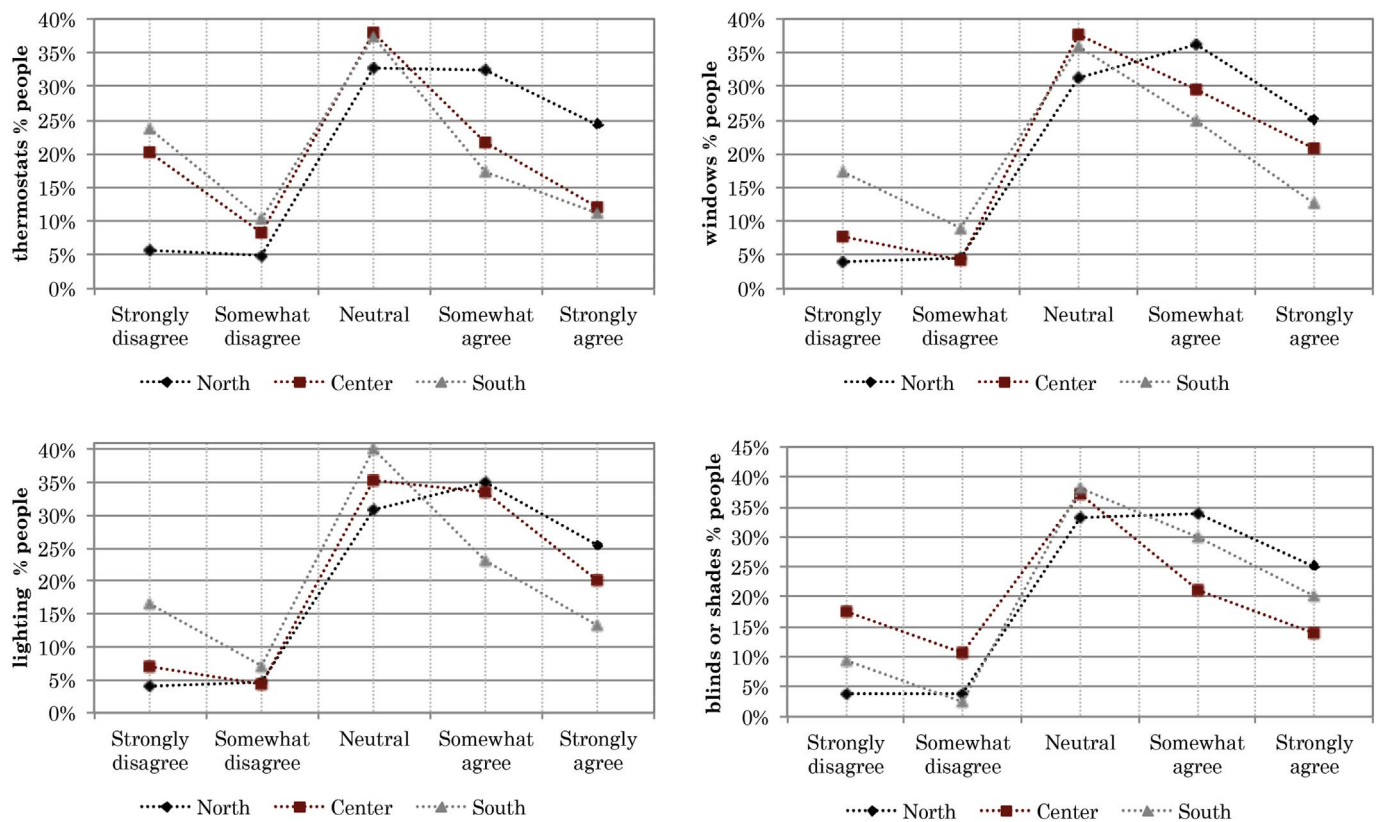 thermostats % people
40%
35%
30%
25%
20%
15%
10%
5%
0%
Strongly disagree
Somewhat disagree
Neutral
Somewhat agree
Strongly agree
North
Center
South
windows % people
40%
35%
30%
25%
20%
15%
10%
5%
0%
Strongly disagree
Somewhat disagree
Neutral
Somewhat agree
Strongly agree
North
Center
South
lighting % people
40%
35%
30%
25%
20%
15%
10%
5%
0%
Strongly disagree
Somewhat disagree
Neutral
Somewhat agree
Strongly agree
North
Center
South
blinds or shades % people
45%
40%
35%
30%
25%
20%
15%
10%
5%
0%
Strongly disagree
Somewhat disagree
Neutral
Somewhat agree
Strongly agree
North
Center
South